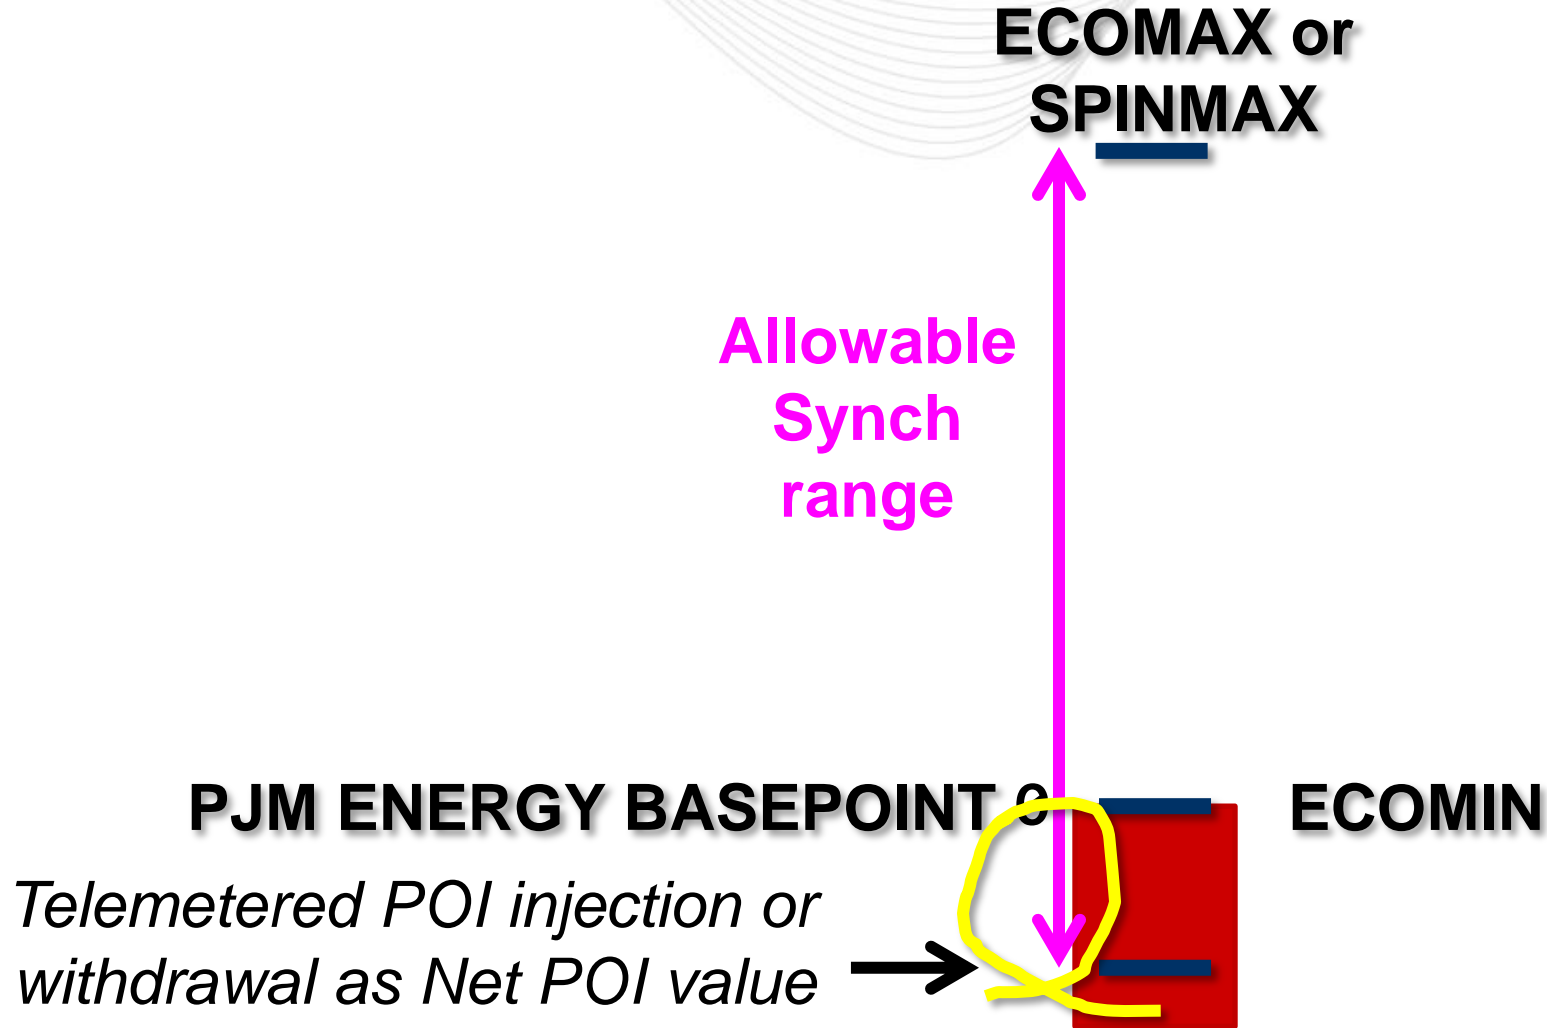 ECOMAX or
SPINMAX
Allowable
Synch
range
PJM ENERGY BASEPOINT 0
ECOMIN
Telemetered POI injection or
withdrawal as Net POI value